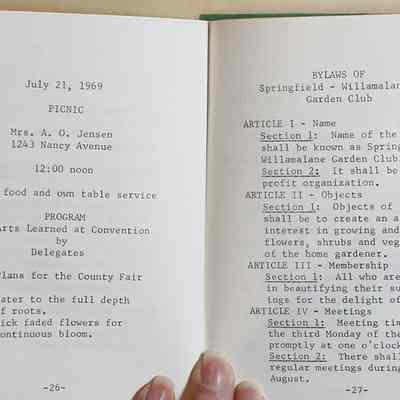 July 21, 1969
PICNIC
Mrs. A. O. Jensen
1243 Nancy Avenue
12:00 noon
food and own table service
PROGRAM
Arts Learned at Convention
by
Delegates
Plans for the County Fair
ater to the full depth
f roots.
ick faded flowers for
ontinuous bloom.
-26-
BYLAWS OF
Springfield - Willamalane
Garden Club
ARTICLE I - Name
Section 1: Name of the
shall be known as Spring
Willamalane Garden Club.
Section 2: It shall be
profit organization.
ARTICLE II - Objects
Section 1: Objects of
shall be to create an a
interest in growing and
flowers, shrubs and veg
of the home gardener.
ARTICLE III - Membership
Section 1: All who are
in beautifying their su
ings for the delight of
ARTICLE IV - Meetings
Section 1: Meeting tim
the third Monday of the
promptly at one o'clock
Section 2: There shall
regular meetings during
August.
-27-